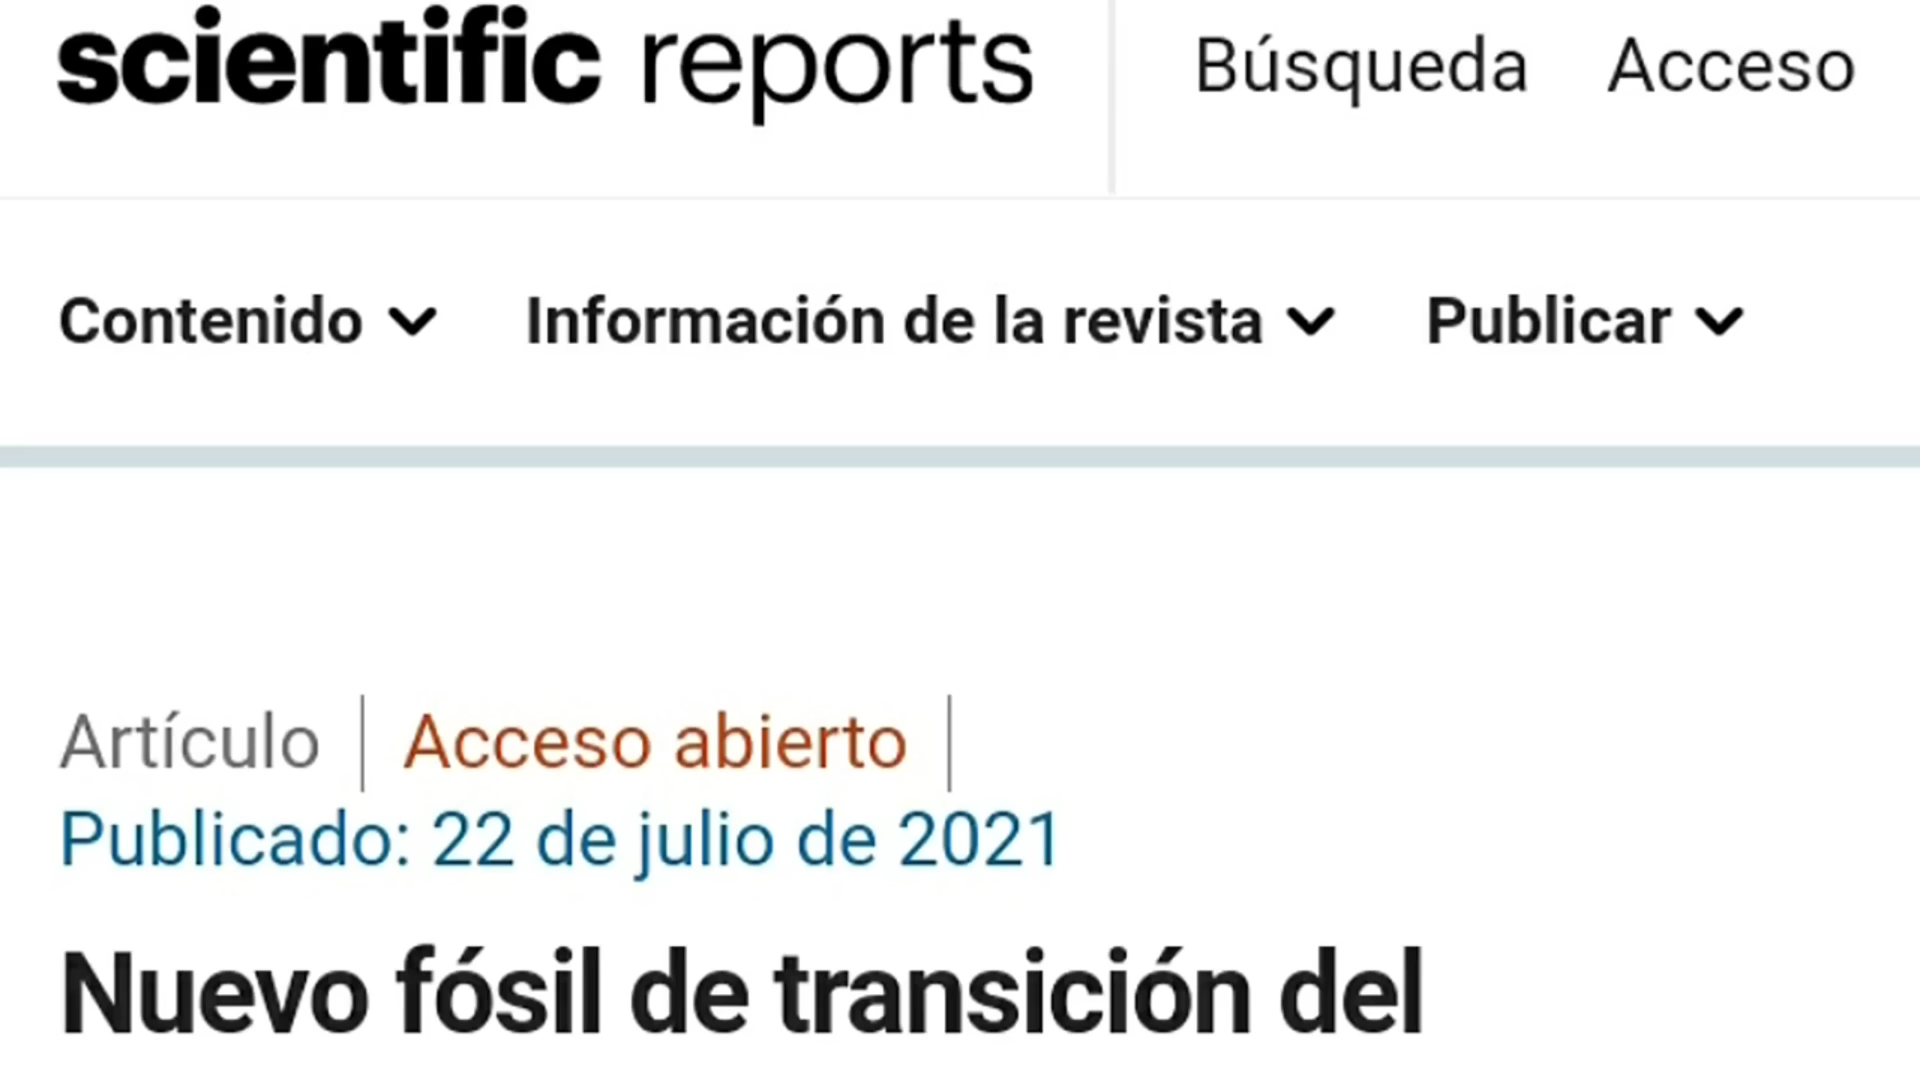 scientific reports
Búsqueda Acceso
Contenido Información de la revista Publicar
Artículo Acceso abierto
Publicado: 22 de julio de 2021
Nuevo fósil de transición del